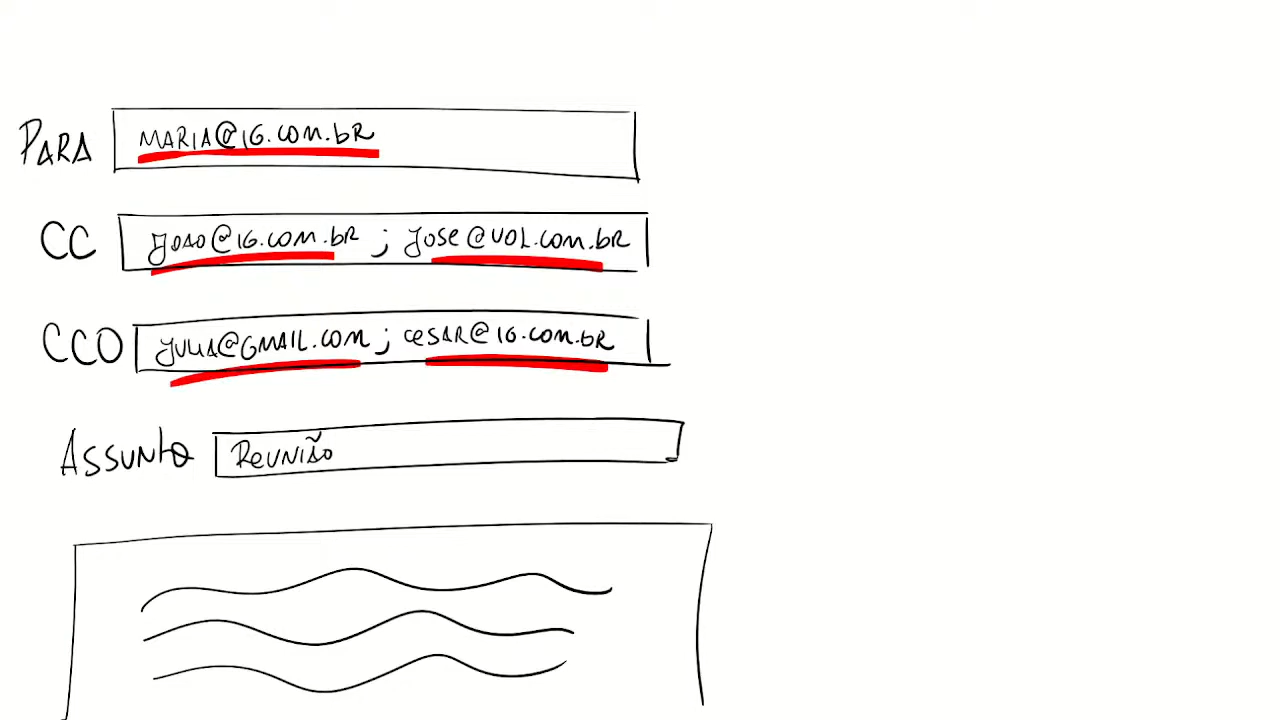 PARA MARIA@IG.COM.BR
CC JOAO@IG.COM.BR ; JOSE@UOL.COM.BR
CCO JULIA@GMAIL.COM ; CESAR@IG.COM.BR
ASSUNTO REUNIÃO